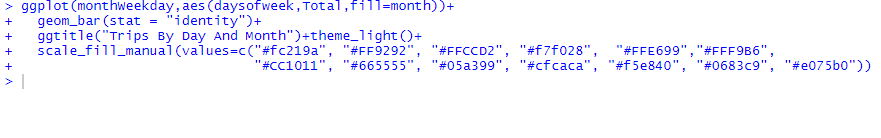 > ggplot(monthWeekday,aes(daysofweek,Total,fill=month))+
+   geom_bar(stat = "identity")+
+   ggtitle("Trips By Day And Month")+theme_light()+
+   scale_fill_manual(values=c("#fc219a", "#FF9292", "#FFCCD2", "#f7f028",  "#FFE699","#FFF9B6",
+                              "#CC1011", "#665555", "#05a399", "#cfcaca", "#f5e840", "#0683c9", "#e075b0"))
>